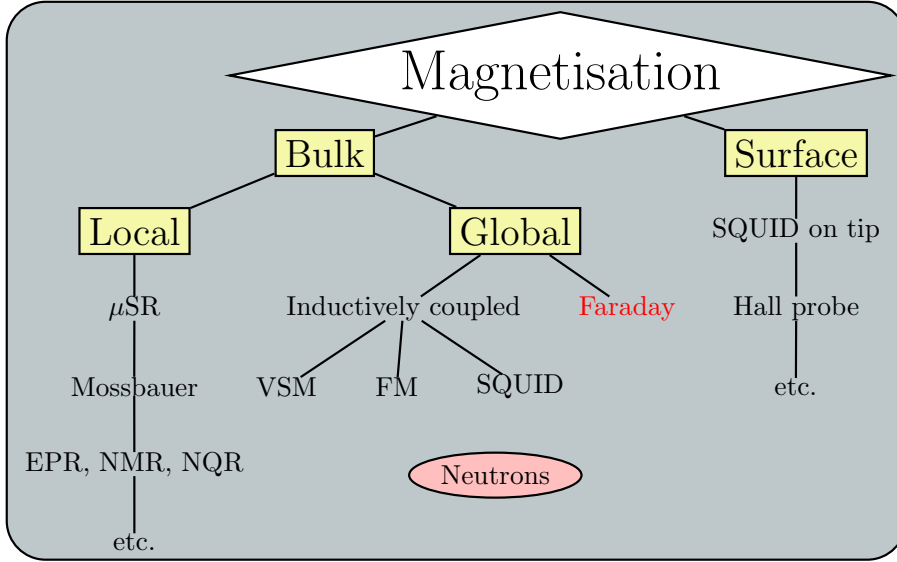 Magnetisation
Bulk
Surface
Local
Global
SQUID on tip
μSR
Inductively coupled
Faraday
Hall probe
Mossbauer
VSM
FM
SQUID
etc.
EPR, NMR, NQR
Neutrons
etc.